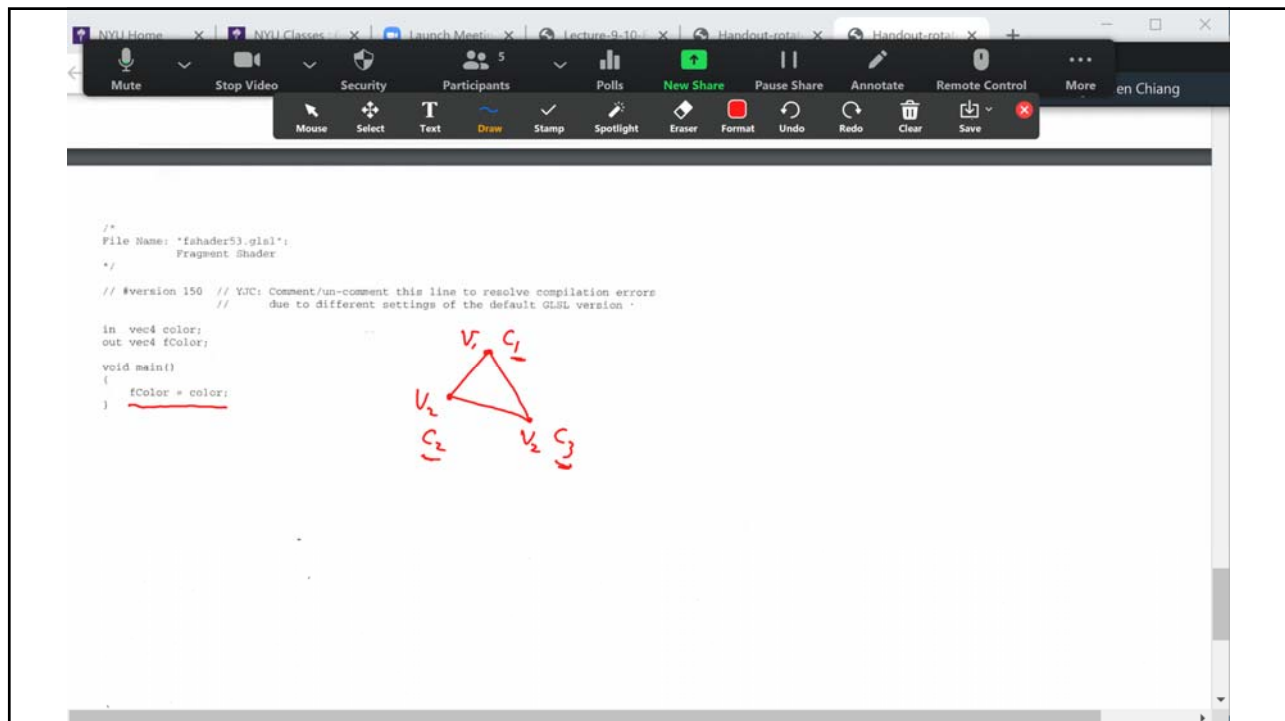 NYU Home
NYU Classes
Launch Meeti
Lecture-9-10-
Handout-rotat
Handout-rotat
Mute
Stop Video
Security
Participants 5
Polls
New Share
Pause Share
Annotate
Remote Control
More
en Chiang
Mouse
Select
Text
Draw
Stamp
Spotlight
Eraser
Format
Undo
Redo
Clear
Save
/*
File Name: "fshader53.glsl":
Fragment Shader
*/
// #version 150 // YJC: Comment/un-comment this line to resolve compilation errors
// due to different settings of the default GLSL version
in vec4 color;
out vec4 fColor;
void main()
{
fColor = color;
}
V1 C1
V2
C2
V2 C3